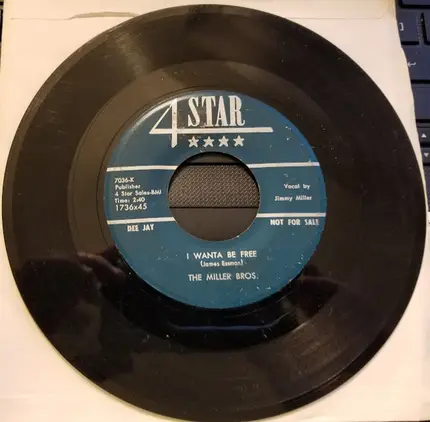 4 STAR
★★★★
7036-X
Publisher
4 Star Sales-BMI
Time: 2:40
1736x45
Vocal by
Jimmy Miller
DEE JAY
NOT FOR SALE
I WANTA BE FREE
(James Essman)
THE MILLER BROS.